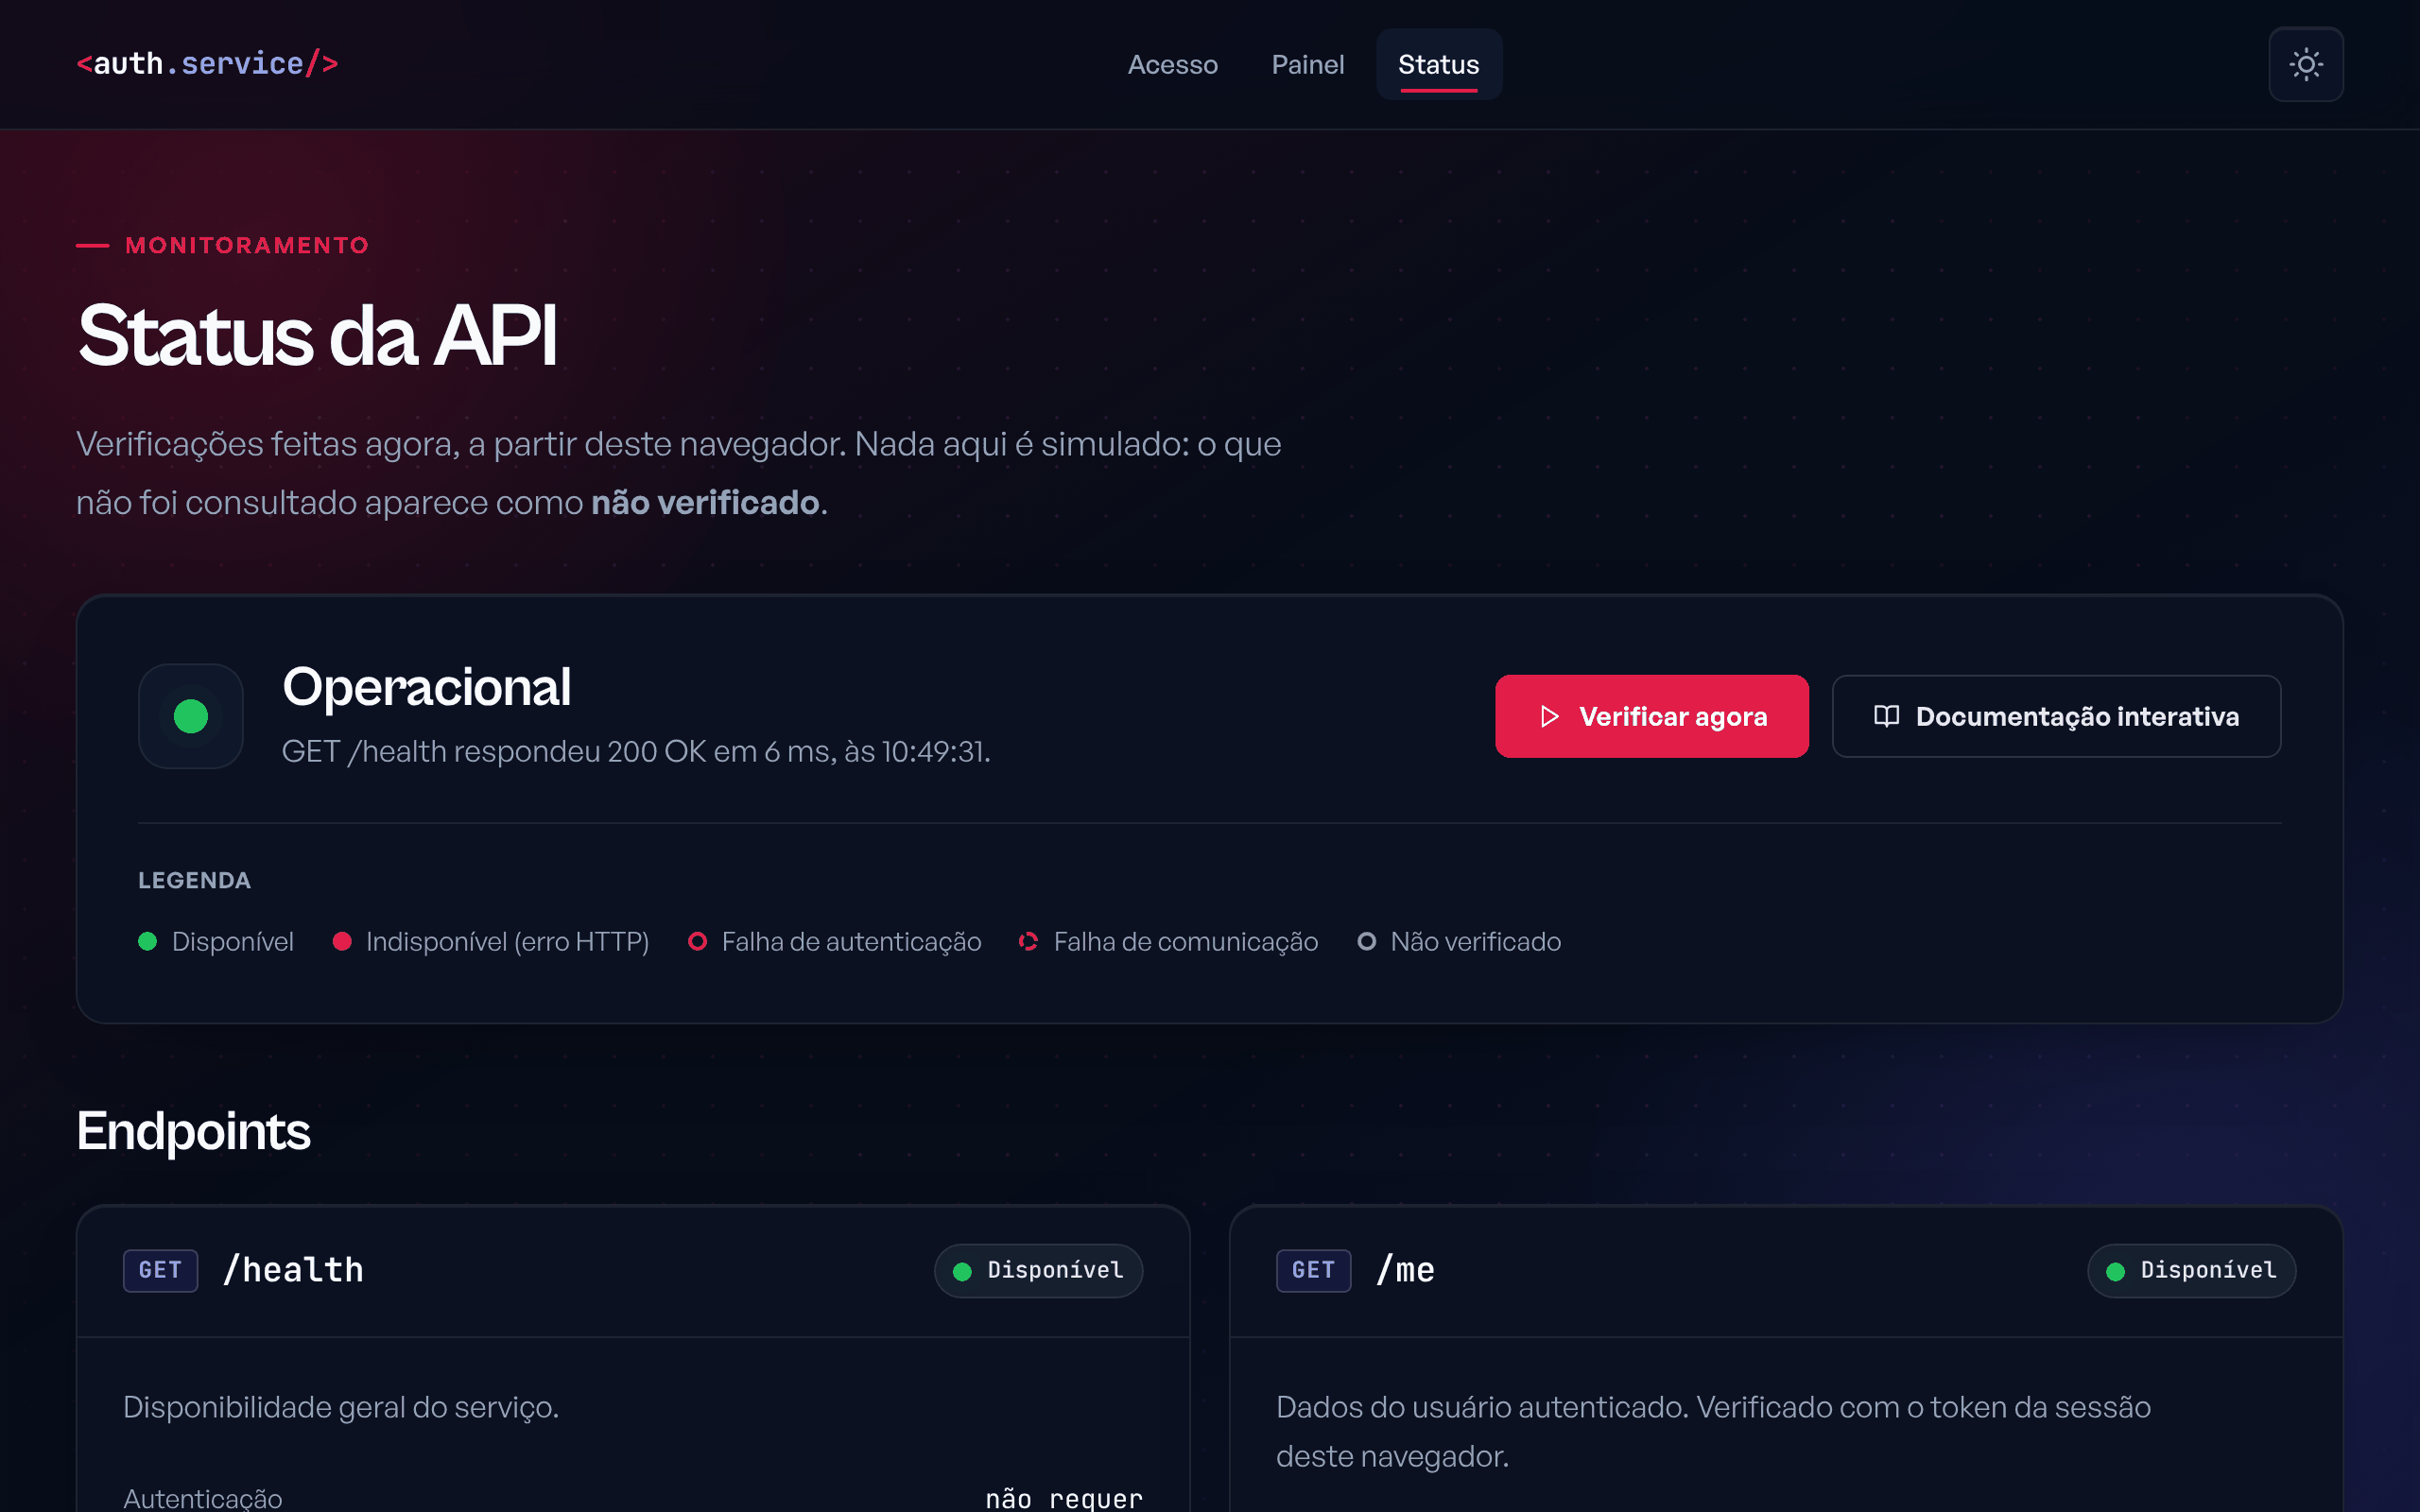 <auth.service/>
Acesso
Painel
Status
MONITORAMENTO
Status da API
Verificações feitas agora, a partir deste navegador. Nada aqui é simulado: o que
não foi consultado aparece como não verificado.
Operacional
GET /health respondeu 200 OK em 6 ms, às 10:49:31.
Verificar agora
Documentação interativa
LEGENDA
Disponível
Indisponível (erro HTTP)
Falha de autenticação
Falha de comunicação
Não verificado
Endpoints
GET /health
Disponível
Disponibilidade geral do serviço.
Autenticação
não requer
GET /me
Disponível
Dados do usuário autenticado. Verificado com o token da sessão
deste navegador.